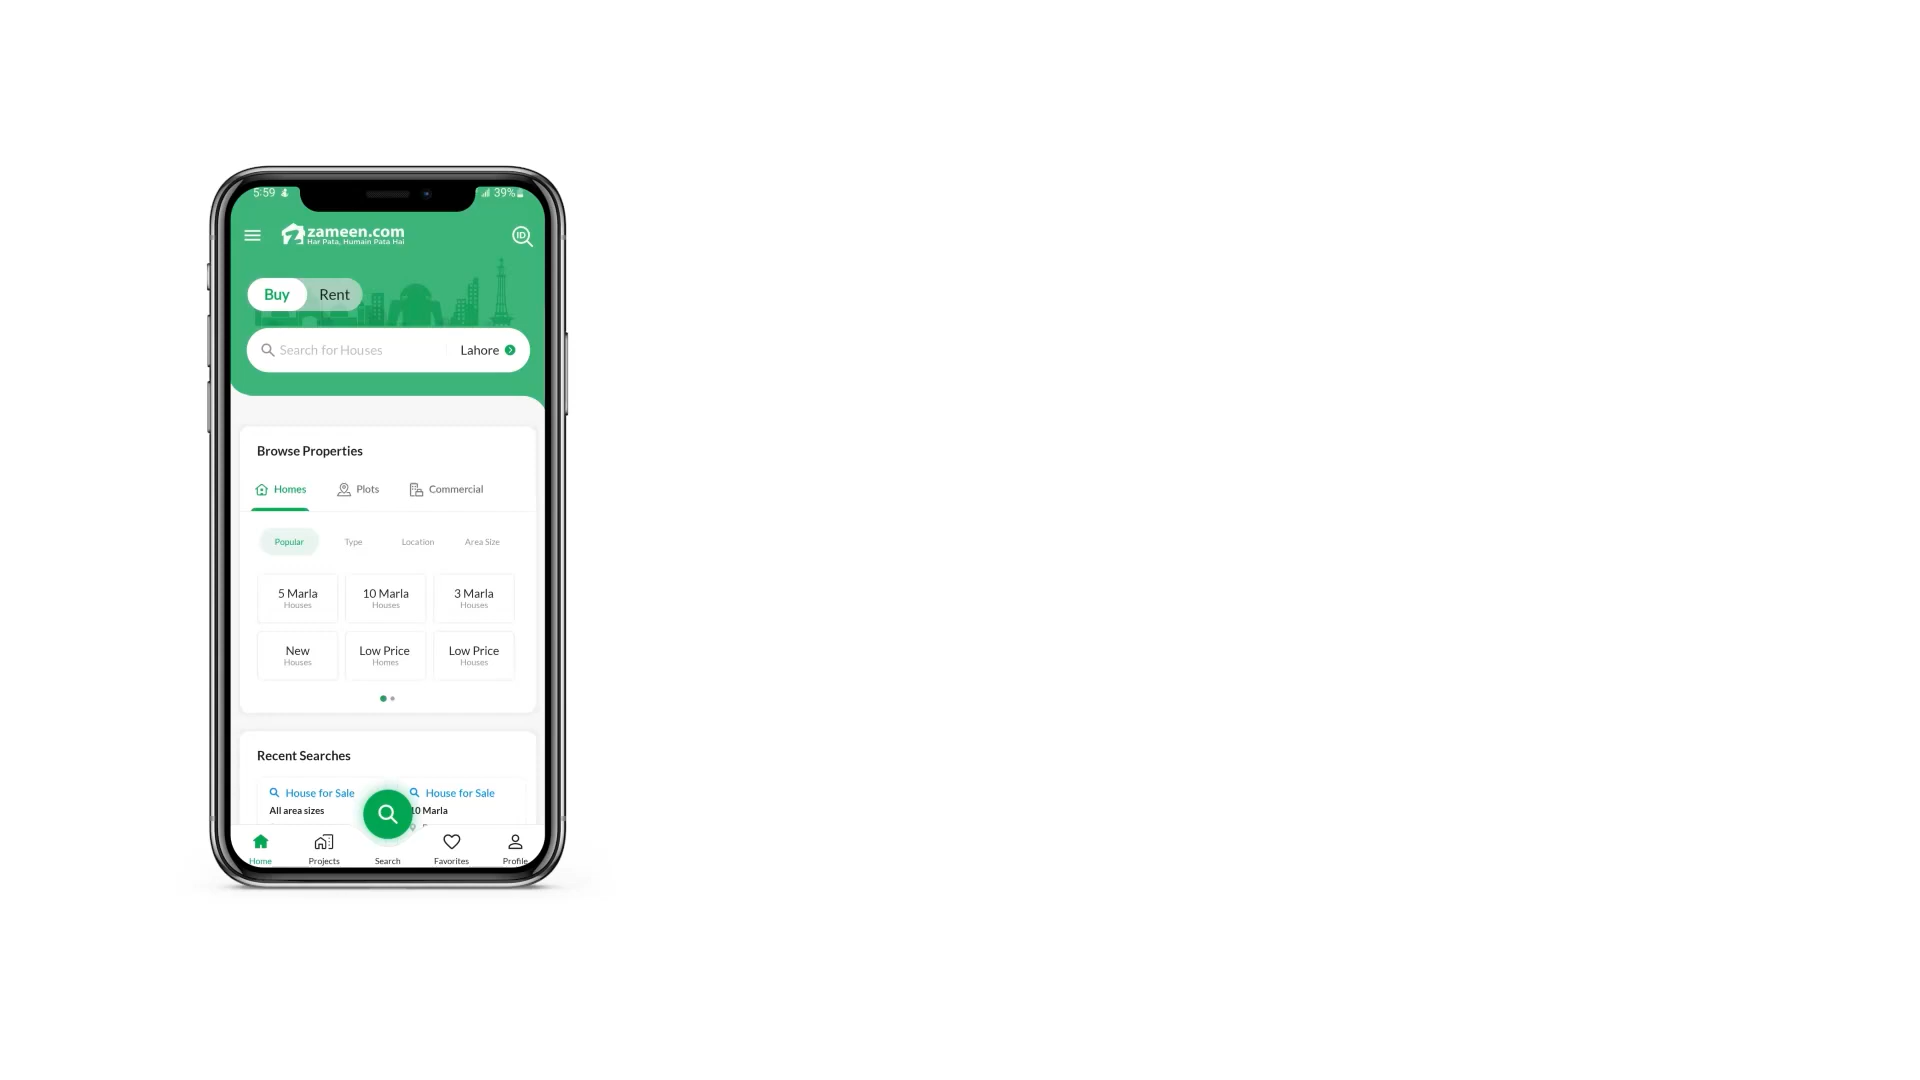 5:59
39%
zameen.com
Har Pata, Humain Pata Hai
ID
Buy Rent
Search for Houses Lahore
Browse Properties
Homes Plots Commercial
Popular Type Location Area Size
5 Marla 10 Marla 3 Marla
Houses Houses Houses
New Low Price Low Price
Houses Homes Houses
Recent Searches
House for Sale House for Sale
All area sizes 10 Marla
Home Projects Search Favorites Profile